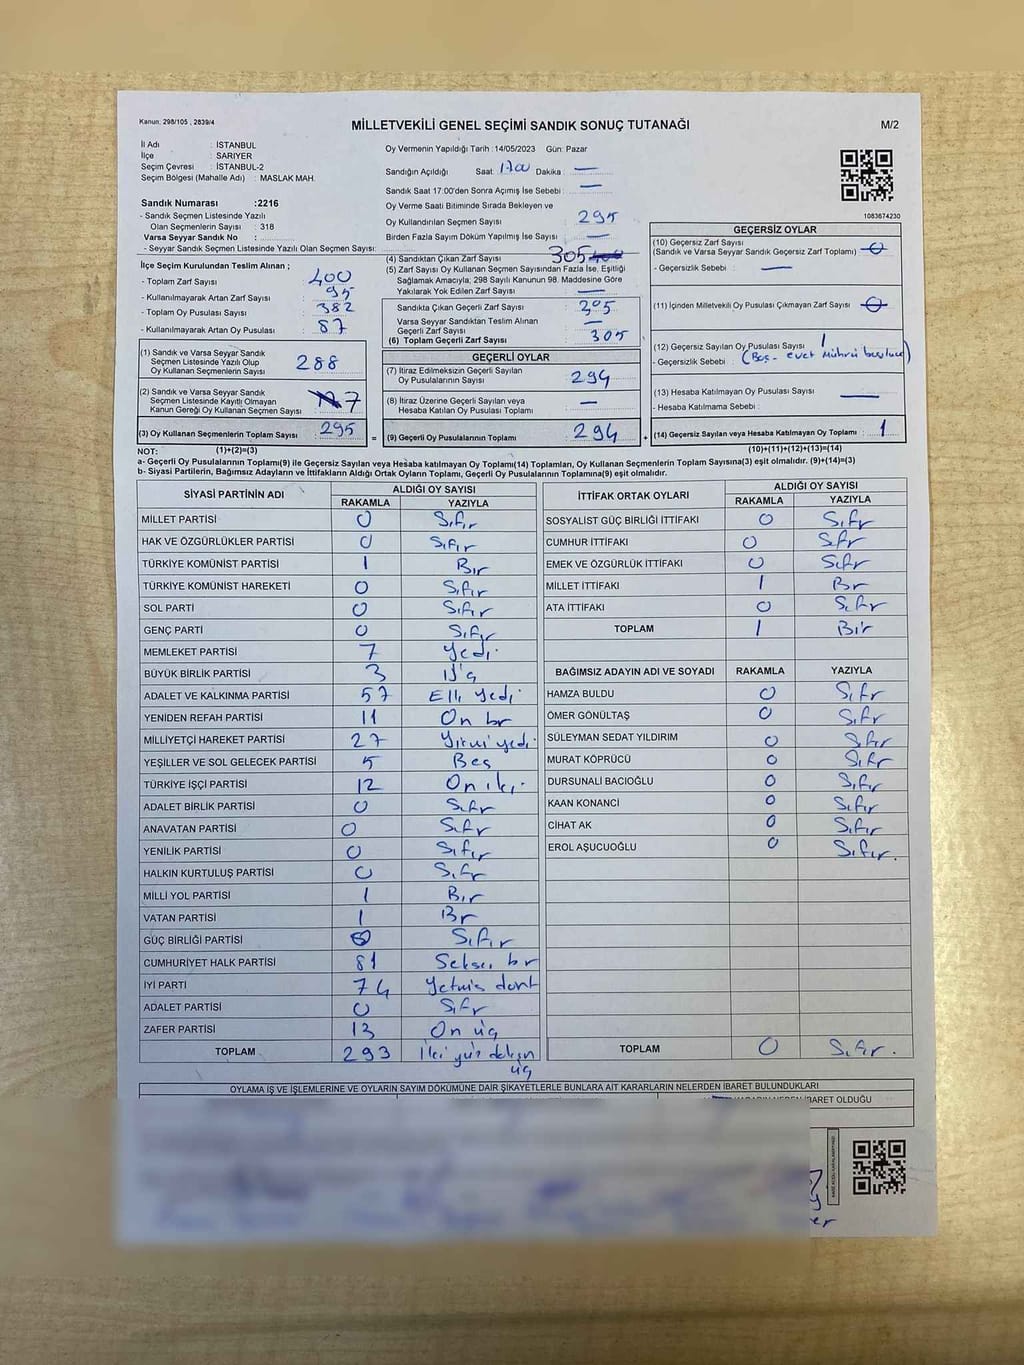 Kanun: 298/105 , 2839/4
MİLLETVEKİLİ GENEL SEÇİMİ SANDIK SONUÇ TUTANAĞI
M/2
İl Adı : İSTANBUL
İlçe : SARIYER
Seçim Çevresi : İSTANBUL-2
Seçim Bölgesi (Mahalle Adı) : MASLAK MAH.
Sandık Numarası :2216
- Sandık Seçmen Listesinde Yazılı
Olan Seçmenlerin Sayısı : 318
Varsa Seyyar Sandık No :
- Seyyar Sandık Seçmen Listesinde Yazılı Olan Seçmen Sayısı:
Oy Vermenin Yapıldığı Tarih :14/05/2023 Gün: Pazar
Sandığın Açıldığı Saat: 17.00 Dakika : —
Sandık Saat 17:00'den Sonra Açımış İse Sebebi : —
Oy Verme Saati Bitiminde Sırada Bekleyen ve
Oy Kullandırılan Seçmen Sayısı : 295
Birden Fazla Sayım Döküm Yapılmış İse Sayısı : —
1083674230
İlçe Seçim Kurulundan Teslim Alınan ;
- Toplam Zarf Sayısı : 400
- Kullanılmayarak Artan Zarf Sayısı : 95
- Toplam Oy Pusulası Sayısı : 382
- Kullanılmayarak Artan Oy Pusulası : 87
(1) Sandık ve Varsa Seyyar Sandık
Seçmen Listesinde Yazılı Olup
Oy Kullanan Seçmenlerin Sayısı : 288
(2) Sandık ve Varsa Seyyar Sandık
Seçmen Listesinde Kayıtlı Olmayan
Kanun Gereği Oy Kullanan Seçmen Sayısı : 7
(3) Oy Kullanan Seçmenlerin Toplam Sayısı : 295
(4) Sandıktan Çıkan Zarf Sayısı : 305
(5) Zarf Sayısı Oy Kullanan Seçmen Sayısından Fazla İse, Eşitliği
Sağlamak Amacıyla; 298 Sayılı Kanunun 98. Maddesine Göre
Yakılarak Yok Edilen Zarf Sayısı : —
Sandıkta Çıkan Geçerli Zarf Sayısı : 305
Varsa Seyyar Sandıktan Teslim Alınan
Geçerli Zarf Sayısı : —
(6) Toplam Geçerli Zarf Sayısı : 305
GEÇERLİ OYLAR
(7) İtiraz Edilmeksizin Geçerli Sayılan
Oy Pusulalarının Sayısı : 294
(8) İtiraz Üzerine Geçerli Sayılan veya
Hesaba Katılan Oy Pusulası Toplamı : —
= (9) Geçerli Oy Pusulalarının Toplamı : 294
GEÇERSİZ OYLAR
(10) Geçersiz Zarf Sayısı
(Sandık ve Varsa Seyyar Sandık Geçersiz Zarf Toplamı) :
- Geçersizlik Sebebi : —
(11) İçinden Milletvekili Oy Pusulası Çıkmayan Zarf Sayısı :
(12) Geçersiz Sayılan Oy Pusulası Sayısı : 1
- Geçersizlik Sebebi : (Beş - evet mührü
(13) Hesaba Katılmayan Oy Pusulası Sayısı : —
- Hesaba Katılmama Sebebi :
+ (14) Geçersiz Sayılan veya Hesaba Katılmayan Oy Toplamı : 1
NOT: (1)+(2)=(3) (10)+(11)+(12)+(13)=(14)
a- Geçerli Oy Pusulalarının Toplamı(9) ile Geçersiz Sayılan veya Hesaba katılmayan Oy Toplamı(14) Toplamları, Oy Kullanan Seçmenlerin Toplam Sayısına(3) eşit olmalıdır. (9)+(14)=(3)
b- Siyasi Partilerin, Bağımsız Adayların ve İttifakların Aldığı Ortak Oyların Toplamı, Geçerli Oy Pusulalarının Toplamına(9) eşit olmalıdır.
SİYASİ PARTİNİN ADI ALDIĞI OY SAYISI
RAKAMLA YAZIYLA
MİLLET PARTİSİ 0 Sıfır
HAK VE ÖZGÜRLÜKLER PARTİSİ 0 Sıfır
TÜRKİYE KOMÜNİST PARTİSİ 1 Bir
TÜRKİYE KOMÜNİST HAREKETİ 0 Sıfır
SOL PARTİ 0 Sıfır
GENÇ PARTİ 0 Sıfır
MEMLEKET PARTİSİ 7 Yedi
BÜYÜK BİRLİK PARTİSİ 3 Üç
ADALET VE KALKINMA PARTİSİ 57 Elli yedi
YENİDEN REFAH PARTİSİ 11 On bir
MİLLİYETÇİ HAREKET PARTİSİ 27 Yirmi yedi
YEŞİLLER VE SOL GELECEK PARTİSİ 5 Beş
TÜRKİYE İŞÇİ PARTİSİ 12 On iki
ADALET BİRLİK PARTİSİ 0 Sıfır
ANAVATAN PARTİSİ 0 Sıfır
YENİLİK PARTİSİ 0 Sıfır
HALKIN KURTULUŞ PARTİSİ 0 Sıfır
MİLLİ YOL PARTİSİ 1 Bir
VATAN PARTİSİ 1 Bir
GÜÇ BİRLİĞİ PARTİSİ 0 Sıfır
CUMHURİYET HALK PARTİSİ 81 Seksen bir
İYİ PARTİ 74 Yetmiş dört
ADALET PARTİSİ 0 Sıfır
ZAFER PARTİSİ 13 On üç
TOPLAM 293 İki yüz doksan
üç
İTTİFAK ORTAK OYLARI ALDIĞI OY SAYISI
RAKAMLA YAZIYLA
SOSYALİST GÜÇ BİRLİĞİ İTTİFAKI 0 Sıfır
CUMHUR İTTİFAKI 0 Sıfır
EMEK VE ÖZGÜRLÜK İTTİFAKI 0 Sıfır
MİLLET İTTİFAKI 1 Bir
ATA İTTİFAKI 0 Sıfır
TOPLAM 1 Bir
BAĞIMSIZ ADAYIN ADI VE SOYADI RAKAMLA YAZIYLA
HAMZA BULDU 0 Sıfır
ÖMER GÖNÜLTAŞ 0 Sıfır
SÜLEYMAN SEDAT YILDIRIM 0 Sıfır
MURAT KÖPRÜCÜ 0 Sıfır
DURSUNALİ BACIOĞLU 0 Sıfır
KAAN KONANCİ 0 Sıfır
CİHAT AK 0 Sıfır
EROL AŞUCUOĞLU 0 Sıfır
TOPLAM 0 Sıfır
OYLAMA İŞ VE İŞLEMLERİNE VE OYLARIN SAYIM DÖKÜMÜNE DAİR ŞİKAYETLERLE BUNLARA AİT KARARLARIN NELERDEN İBARET BULUNDUKLARI
KARARIN NEDEN İBARET OLDUĞU